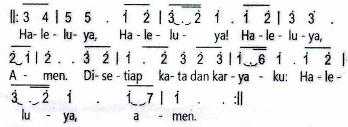 ‖: 3 4 | 5 5 . 1̇ 2̇ | 3̇ . 2̇ 1̇ . 1̇ 2̇ | 3̇ 3̇ .
Ha- le - lu - ya, Ha- le - lu - ya! Ha- le - lu - ya,
2̇ 1̇ | 2̇ . . 3̇ 2̇ | 1̇ . 2̇ 3̇ 2̇ 3̇ | 1̇ 6 1̇ . 1̇ 2̇ |
A - men. Di- se - tiap ka - ta dan kar - ya - ku: Ha - le-
3̇ . 2̇ 1̇ . 1̇ 7 | 1̇ . :‖
lu - ya, a - men.